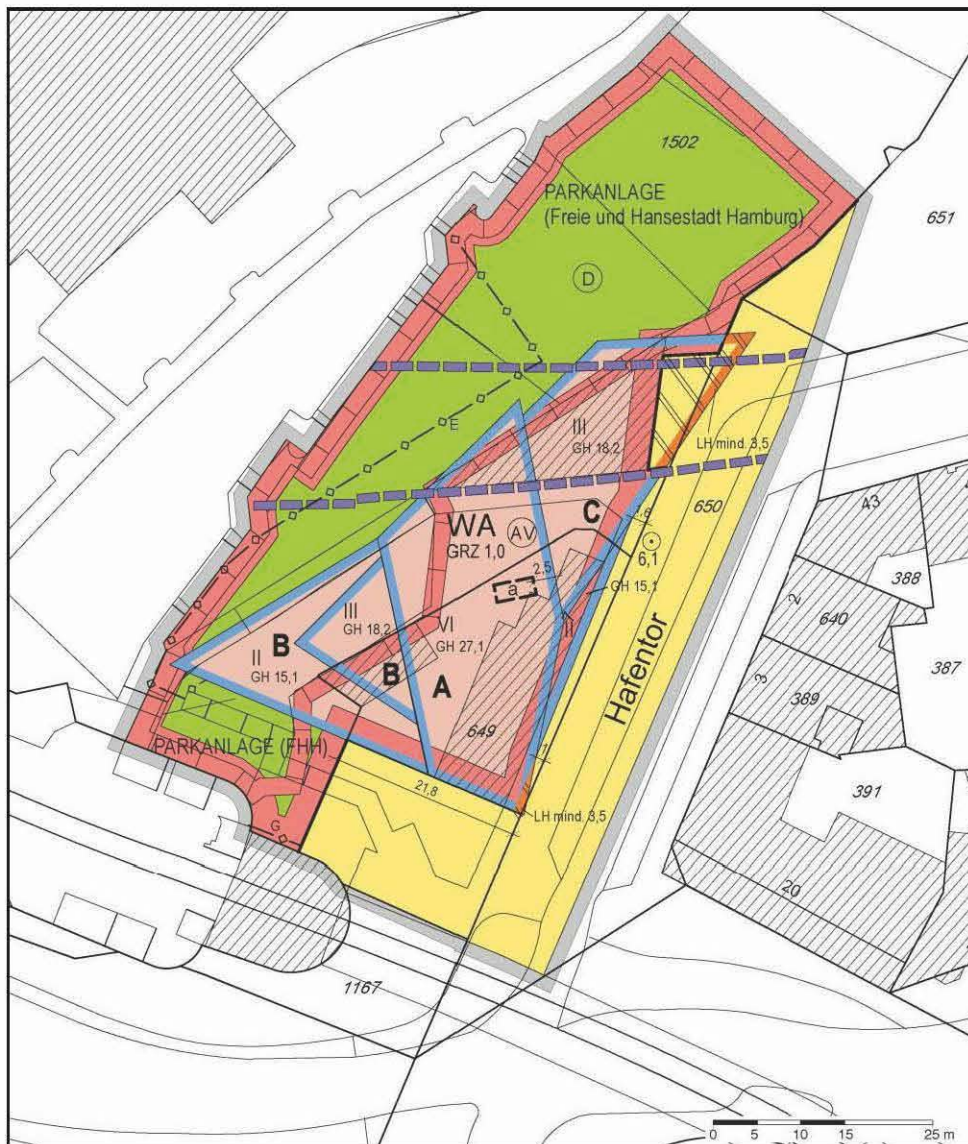 1502
PARKANLAGE
(Freie und Hansestadt Hamburg)
651
D
E
III
GH 18,2
LH mind. 3,5
WA
GRZ 1,0
AV
C
650
43
6,1
388
2,5
a
GH 15,1
II
2
640
III
GH 18,2
VI
GH 27,1
B
II
GH 15,1
B
A
387
3
389
Hafentor
649
PARKANLAGE (FHH)
21,8
391
LH mind. 3,5
G
20
1167
0 5 10 15 25 m